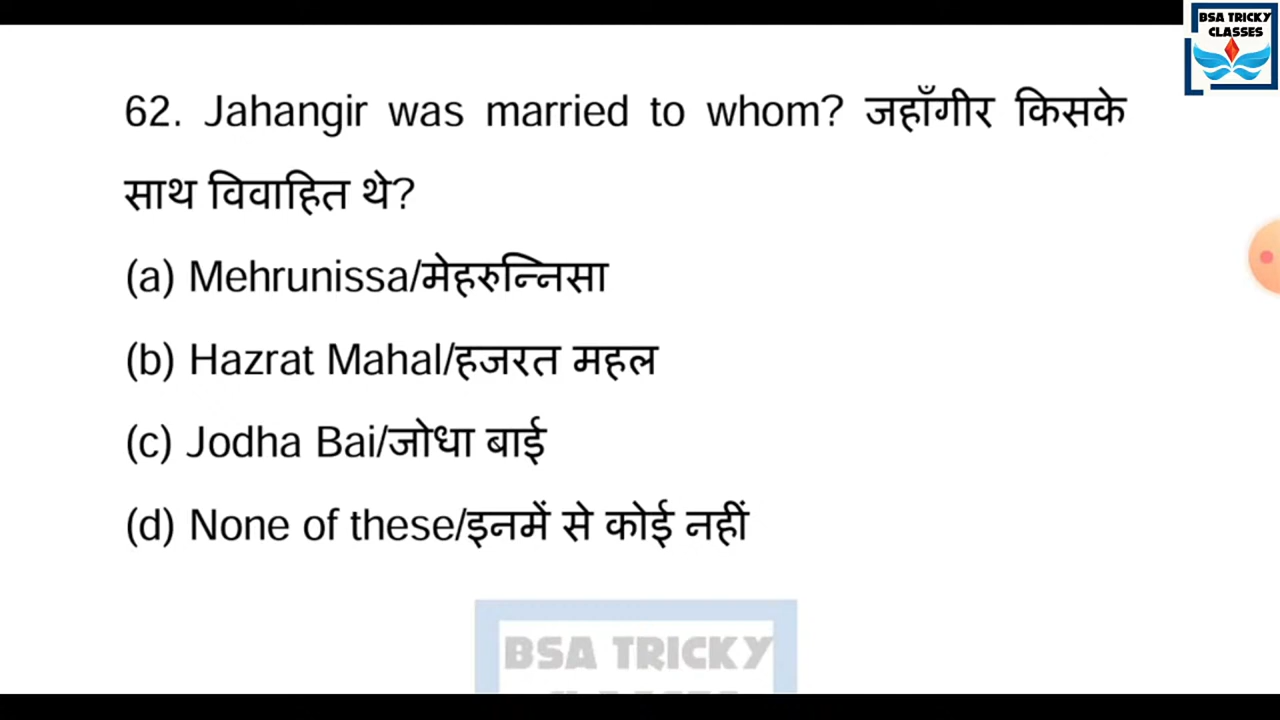 BSA TRICKY
CLASSES
62. Jahangir was married to whom? जहाँगीर किसके
साथ विवाहित थे?
(a) Mehrunissa/मेहरुन्निसा
(b) Hazrat Mahal/हजरत महल
(c) Jodha Bai/जोधा बाई
(d) None of these/इनमें से कोई नहीं
BSA TRICKY